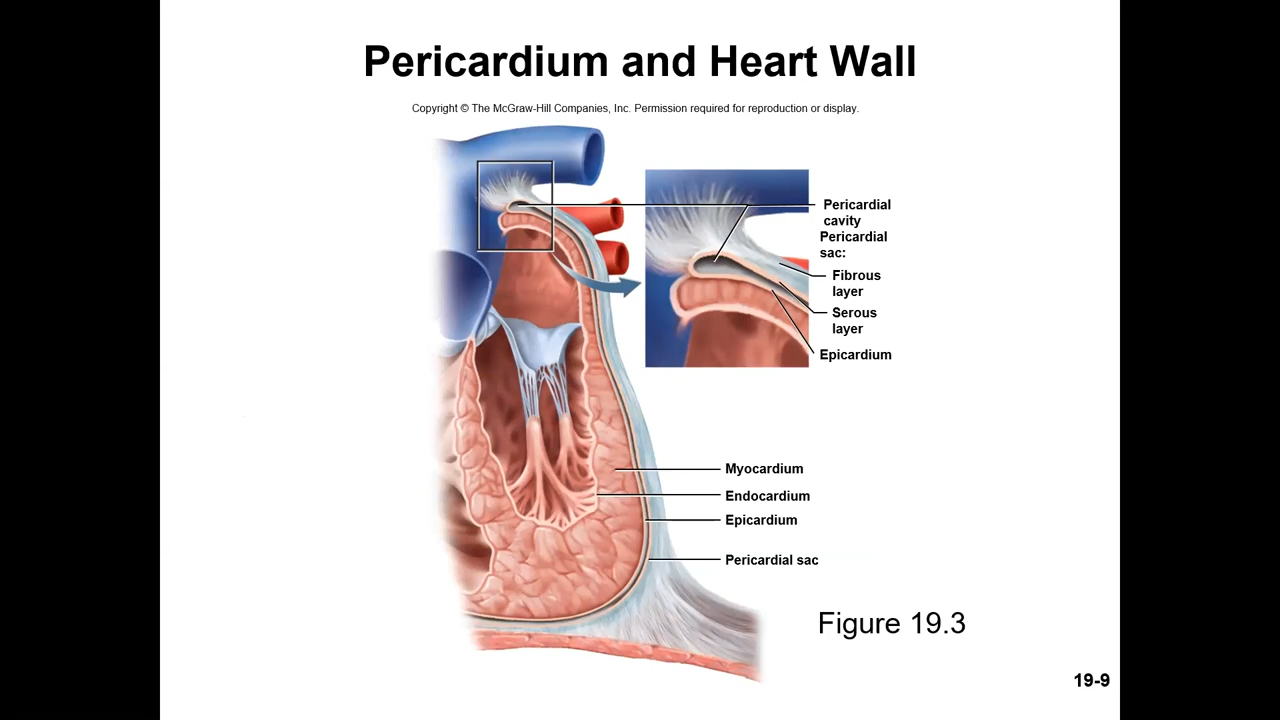 Pericardium and Heart Wall
Copyright © The McGraw-Hill Companies, Inc. Permission required for reproduction or display.
Pericardial
cavity
Pericardial
sac:
Fibrous
layer
Serous
layer
Epicardium
Myocardium
Endocardium
Epicardium
Pericardial sac
Figure 19.3
19-9